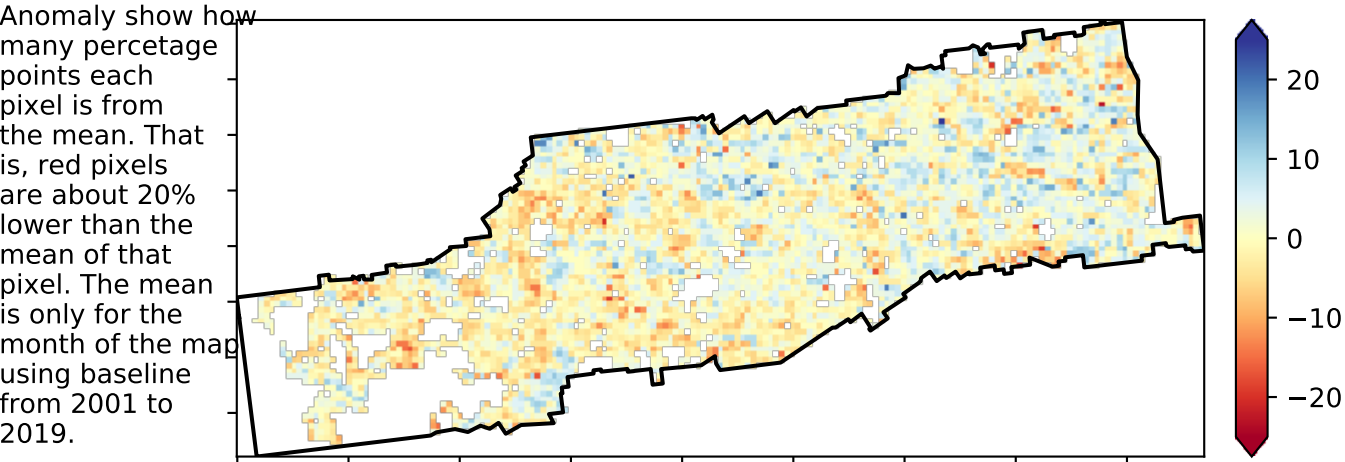 Anomaly show how
many percetage
points each
pixel is from
the mean. That
is, red pixels
are about 20%
lower than the
mean of that
pixel. The mean
is only for the
month of the map
using baseline
from 2001 to
2019.
20
10
0
−10
−20